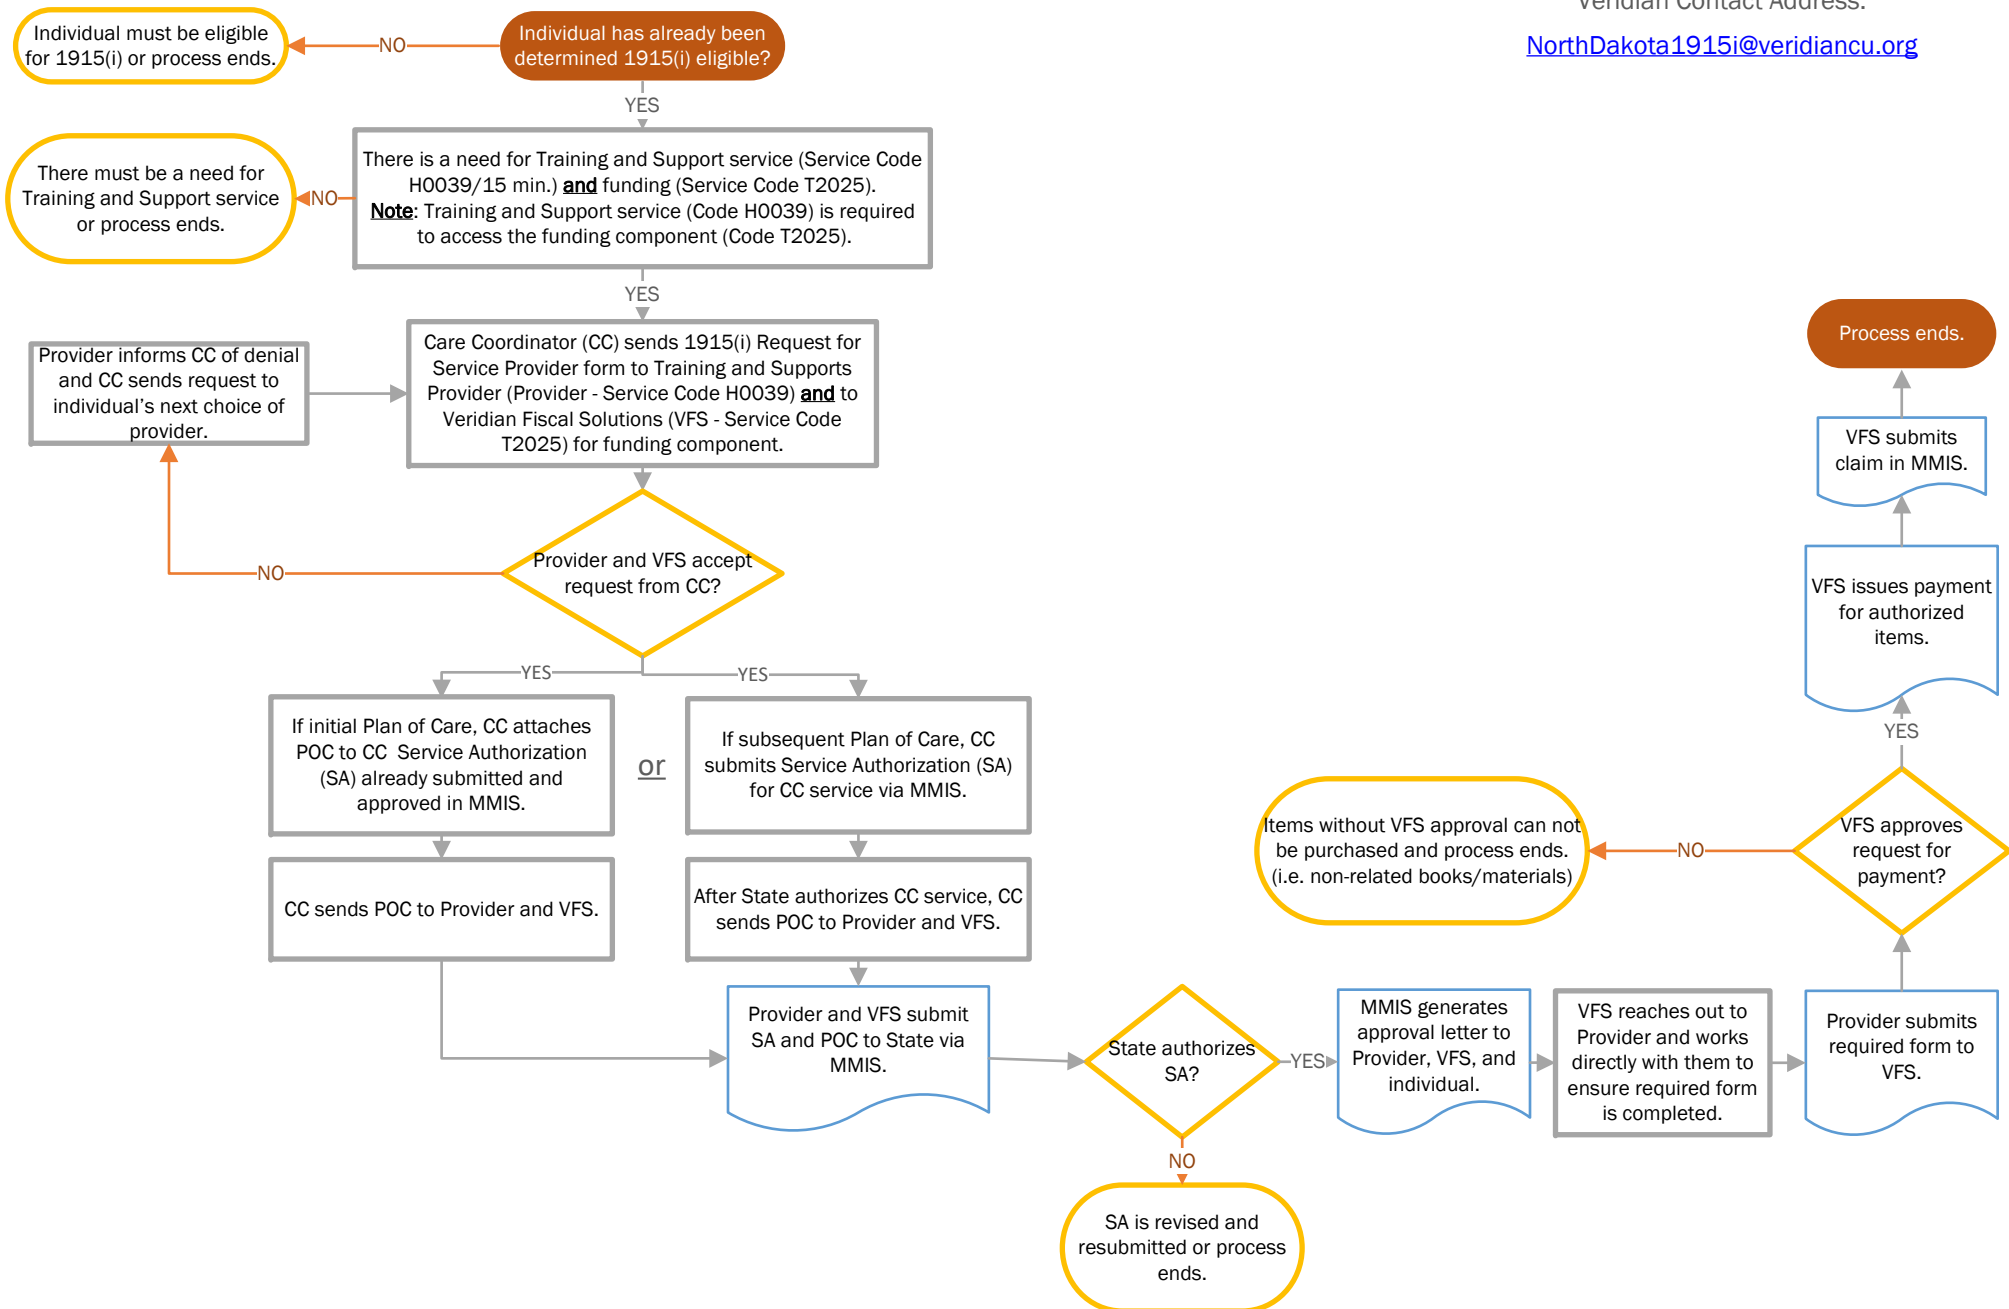 Veridian Contact Address:
NorthDakota1915i@veridiancu.org
Individual must be eligible
for 1915(i) or process ends.
NO
Individual has already been
determined 1915(i) eligible?
YES
There must be a need for
Training and Support service
or process ends.
NO
There is a need for Training and Support service (Service Code
H0039/15 min.) and funding (Service Code T2025).
Note: Training and Support service (Code H0039) is required
to access the funding component (Code T2025).
YES
Provider informs CC of denial
and CC sends request to
individual's next choice of
provider.
Care Coordinator (CC) sends 1915(i) Request for
Service Provider form to Training and Supports
Provider (Provider - Service Code H0039) and to
Veridian Fiscal Solutions (VFS - Service Code
T2025) for funding component.
NO
Provider and VFS accept
request from CC?
YES
YES
If initial Plan of Care, CC attaches
POC to CC  Service Authorization
(SA) already submitted and
approved in MMIS.
or
If subsequent Plan of Care, CC
submits Service Authorization (SA)
for CC service via MMIS.
CC sends POC to Provider and VFS.
After State authorizes CC service, CC
sends POC to Provider and VFS.
Provider and VFS submit
SA and POC to State via
MMIS.
State authorizes
SA?
NO
SA is revised and
resubmitted or process
ends.
YES
MMIS generates
approval letter to
Provider, VFS, and
individual.
VFS reaches out to
Provider and works
directly with them to
ensure required form
is completed.
Provider submits
required form to
VFS.
VFS approves
request for
payment?
NO
Items without VFS approval can not
be purchased and process ends.
(i.e. non-related books/materials)
YES
VFS issues payment
for authorized
items.
VFS submits
claim in MMIS.
Process ends.